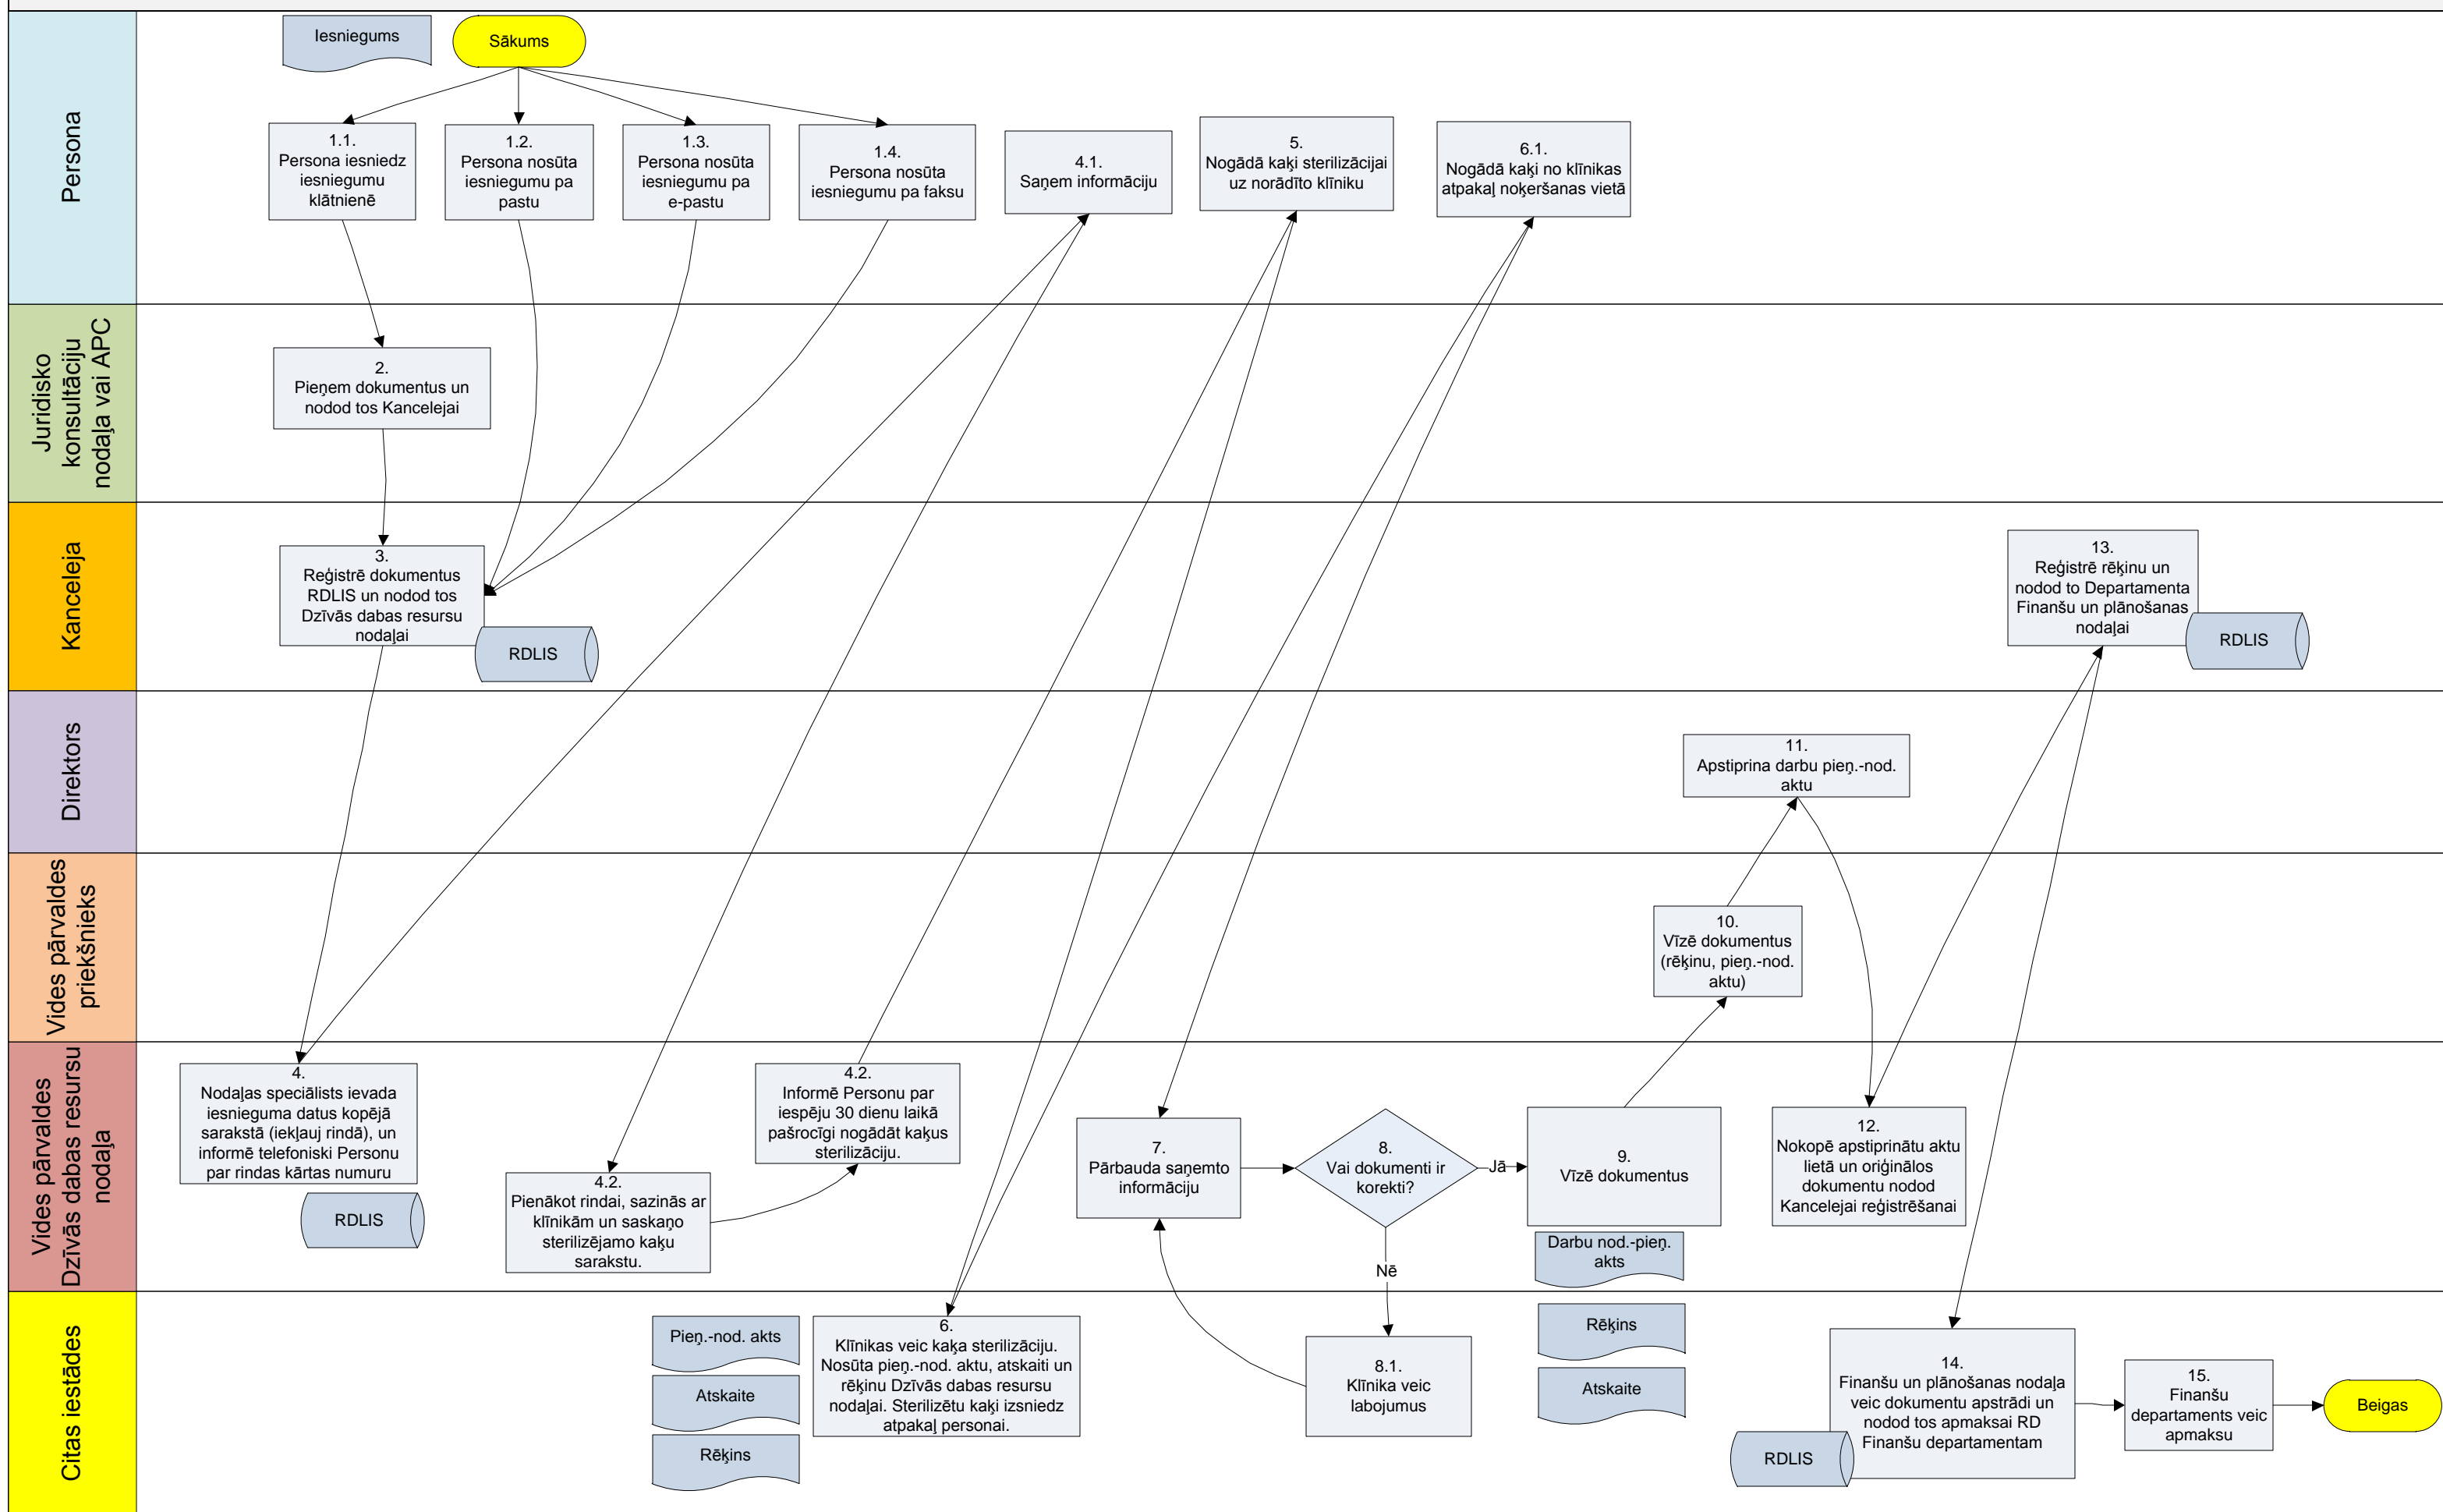 Iesniegums
Sākums
Persona
1.1.
Persona iesniedz
iesniegumu
klātnienē
1.2.
Persona nosūta
iesniegumu pa
pastu
1.3.
Persona nosūta
iesniegumu pa
e-pastu
1.4.
Persona nosūta
iesniegumu pa faksu
4.1.
Saņem informāciju
5.
Nogādā kaķi sterilizācijai
uz norādīto klīniku
6.1.
Nogādā kaķi no klīnikas
atpakaļ noķeršanas vietā
Juridisko
konsultāciju
nodaļa vai APC
2.
Pieņem dokumentus un
nodod tos Kancelejai
Kanceleja
3.
Reģistrē dokumentus
RDLIS un nodod tos
Dzīvās dabas resursu
nodaļai
RDLIS
13.
Reģistrē rēķinu un
nodod to Departamenta
Finanšu un plānošanas
nodaļai
RDLIS
Direktors
11.
Apstiprina darbu pieņ.-nod.
aktu
Vides pārvaldes
priekšnieks
10.
Vīzē dokumentus
(rēķinu, pieņ.-nod.
aktu)
Vides pārvaldes
Dzīvās dabas resursu
nodaļa
4.
Nodaļas speciālists ievada
iesnieguma datus kopējā
sarakstā (iekļauj rindā), un
informē telefoniski Personu
par rindas kārtas numuru
RDLIS
4.2.
Pienākot rindai, sazinās ar
klīnikām un saskaņo
sterilizējamo kaķu
sarakstu.
4.2.
Informē Personu par
iespēju 30 dienu laikā
pašrocīgi nogādāt kaķus
sterilizāciju.
7.
Pārbauda saņemto
informāciju
8.
Vai dokumenti ir
korekti?
Jā
Nē
9.
Vīzē dokumentus
Darbu nod.-pieņ.
akts
12.
Nokopē apstiprinātu aktu
lietā un oriģinālos
dokumentu nodod
Kancelejai reģistrēšanai
Citas iestādes
Pieņ.-nod. akts
Atskaite
Rēķins
6.
Klīnikas veic kaķa sterilizāciju.
Nosūta pieņ.-nod. aktu, atskaiti un
rēķinu Dzīvās dabas resursu
nodaļai. Sterilizētu kaķi izsniedz
atpakaļ personai.
8.1.
Klīnika veic
labojumus
Rēķins
Atskaite
14.
Finanšu un plānošanas nodaļa
veic dokumentu apstrādi un
nodod tos apmaksai RD
Finanšu departamentam
RDLIS
15.
Finanšu
departaments veic
apmaksu
Beigas